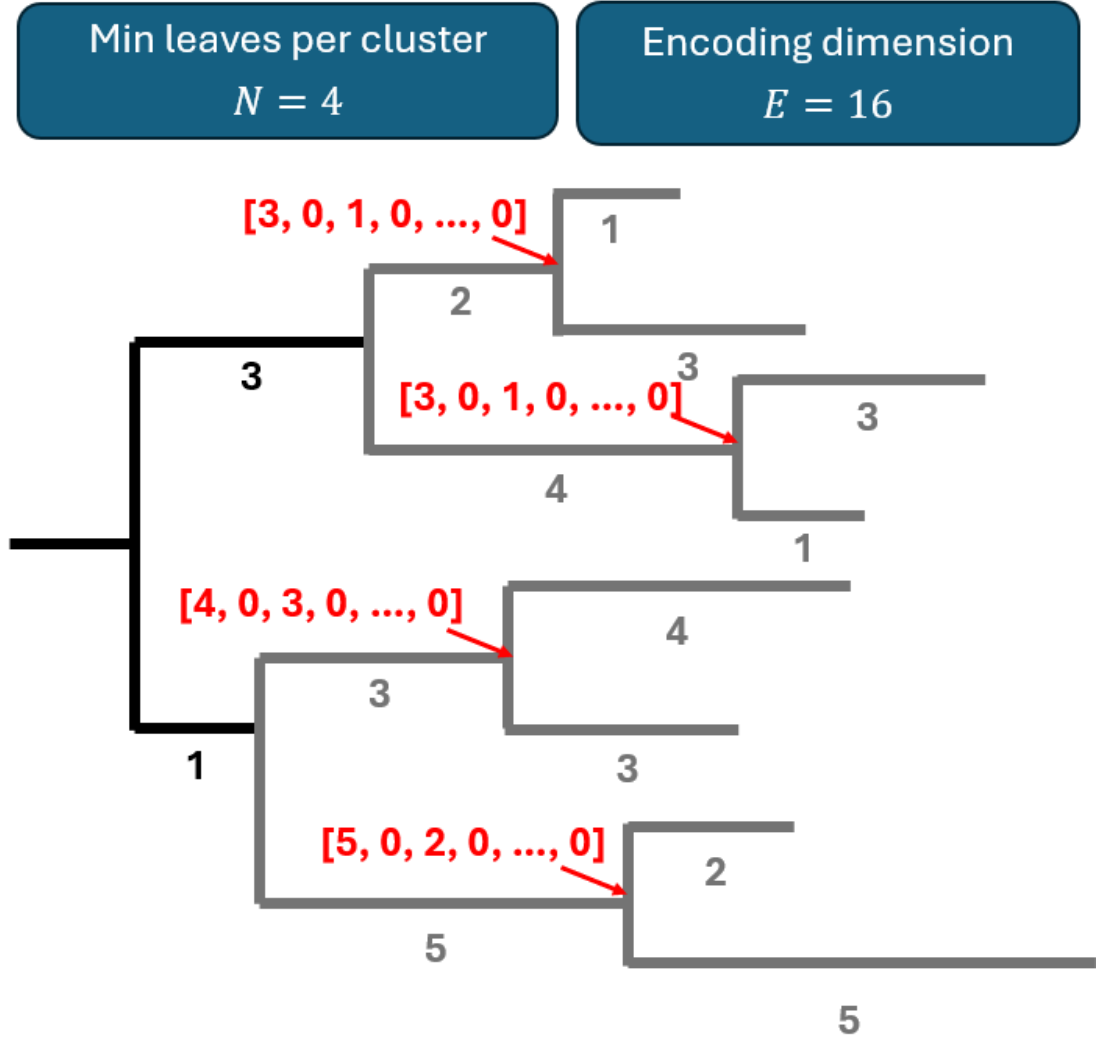 Min leaves per cluster
N = 4
Encoding dimension
E = 16
[3, 0, 1, 0, ..., 0]
1
2
3
3
[3, 0, 1, 0, ..., 0]
3
4
1
[4, 0, 3, 0, ..., 0]
4
3
3
1
[5, 0, 2, 0, ..., 0]
2
5
5